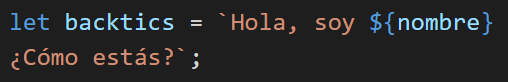 let backtics = `Hola, soy ${nombre}
¿Cómo estás?`;